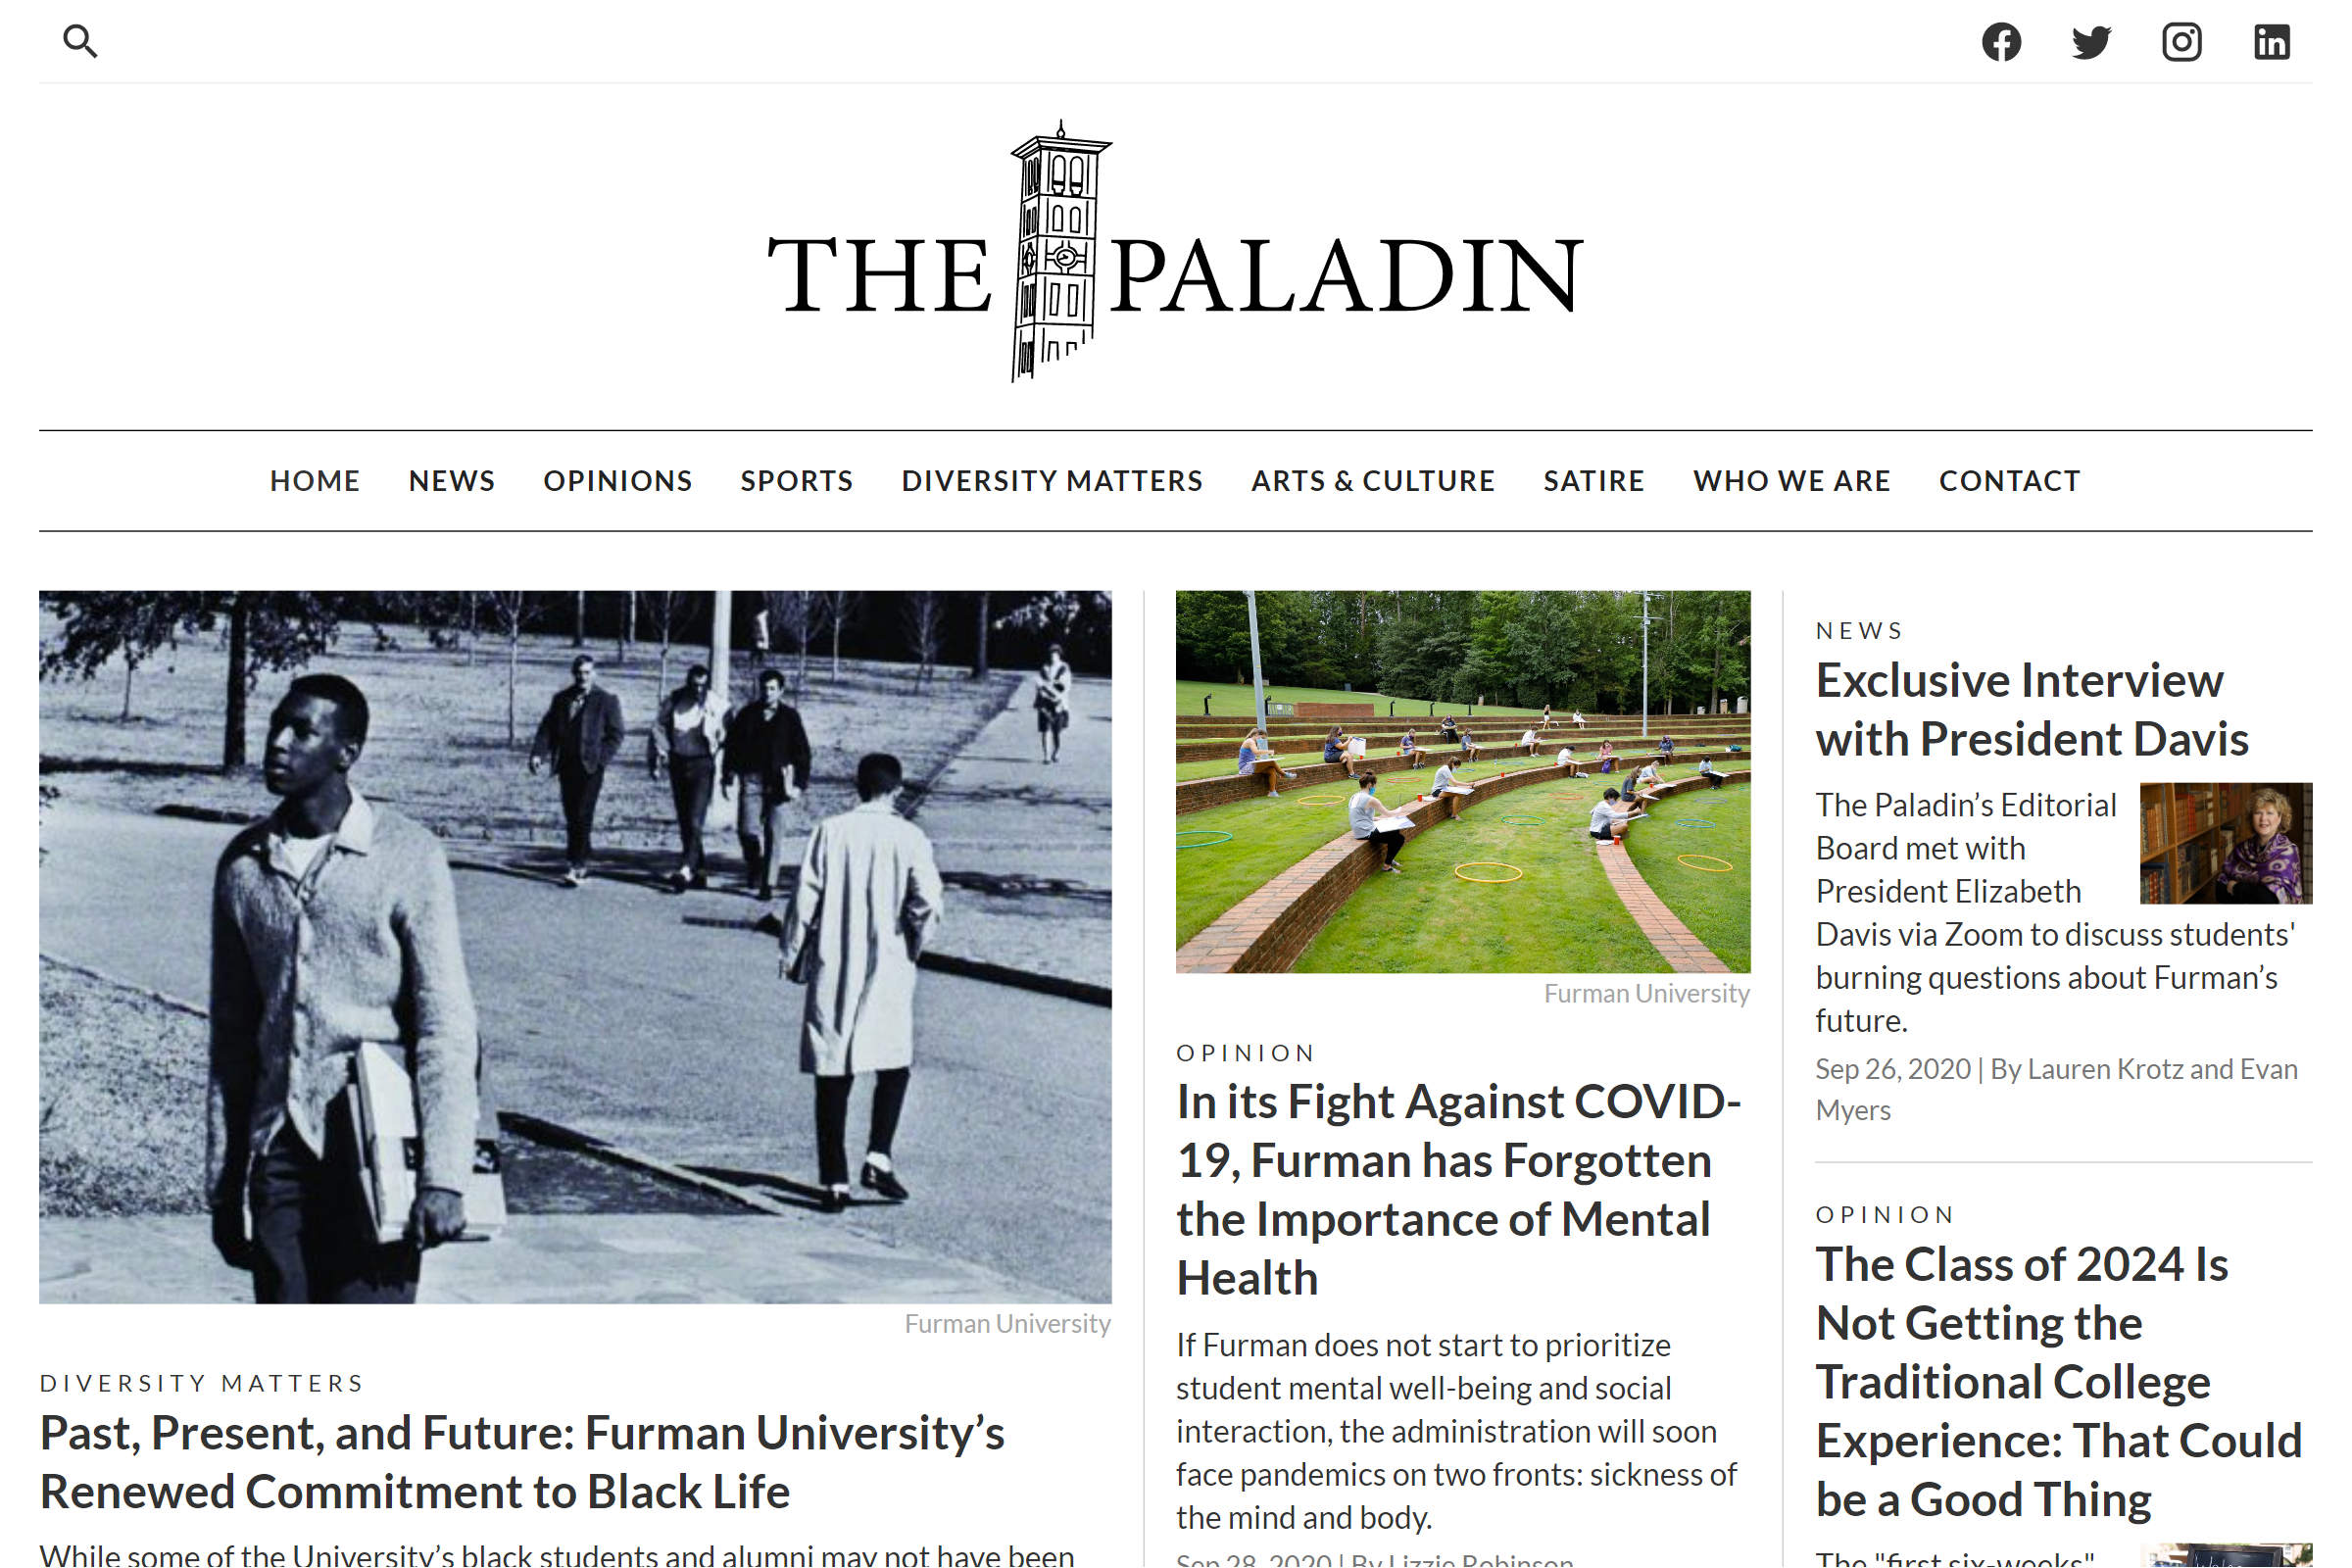 THE PALADIN
HOME NEWS OPINIONS SPORTS DIVERSITY MATTERS ARTS & CULTURE SATIRE WHO WE ARE CONTACT
Furman University
DIVERSITY MATTERS
Past, Present, and Future: Furman University’s
Renewed Commitment to Black Life
While some of the University’s black students and alumni may not have been
Furman University
OPINION
In its Fight Against COVID-
19, Furman has Forgotten
the Importance of Mental
Health
If Furman does not start to prioritize
student mental well-being and social
interaction, the administration will soon
face pandemics on two fronts: sickness of
the mind and body.
Sep 28, 2020 | By Lizzie Robinson
NEWS
Exclusive Interview
with President Davis
The Paladin’s Editorial
Board met with
President Elizabeth
Davis via Zoom to discuss students'
burning questions about Furman’s
future.
Sep 26, 2020 | By Lauren Krotz and Evan
Myers
OPINION
The Class of 2024 Is
Not Getting the
Traditional College
Experience: That Could
be a Good Thing
The "first six-weeks"